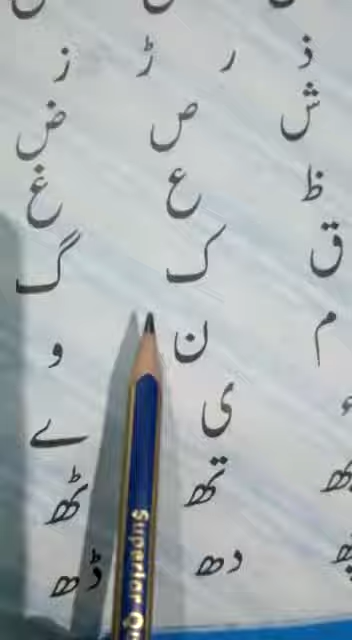 ذ ر ڑ ز
ش ص ض
ظ ع غ
ق ک گ
م ن و
ء ی ے
تھ ٹھ
دھ ڈھ
Superior